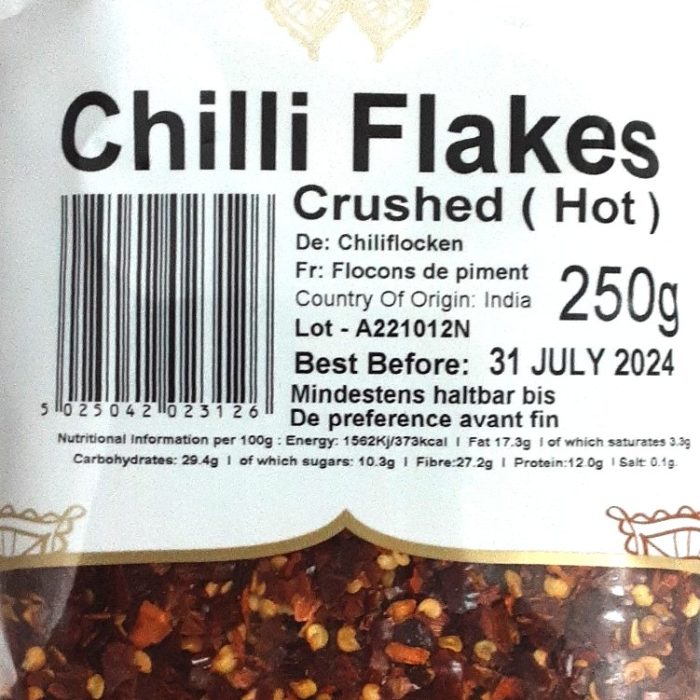 Chilli Flakes
Crushed ( Hot )
De: Chiliflocken
Fr: Flocons de piment
Country Of Origin: India
250g
Lot - A221012N
Best Before: 31 JULY 2024
Mindestens haltbar bis
De preference avant fin
5 025042 023126
Nutritional Information per 100g : Energy: 1562Kj/373kcal I Fat 17.3g I of which saturates 3.3g
Carbohydrates: 29.4g I of which sugars: 10.3g I Fibre:27.2g I Protein:12.0g I Salt: 0.1g.